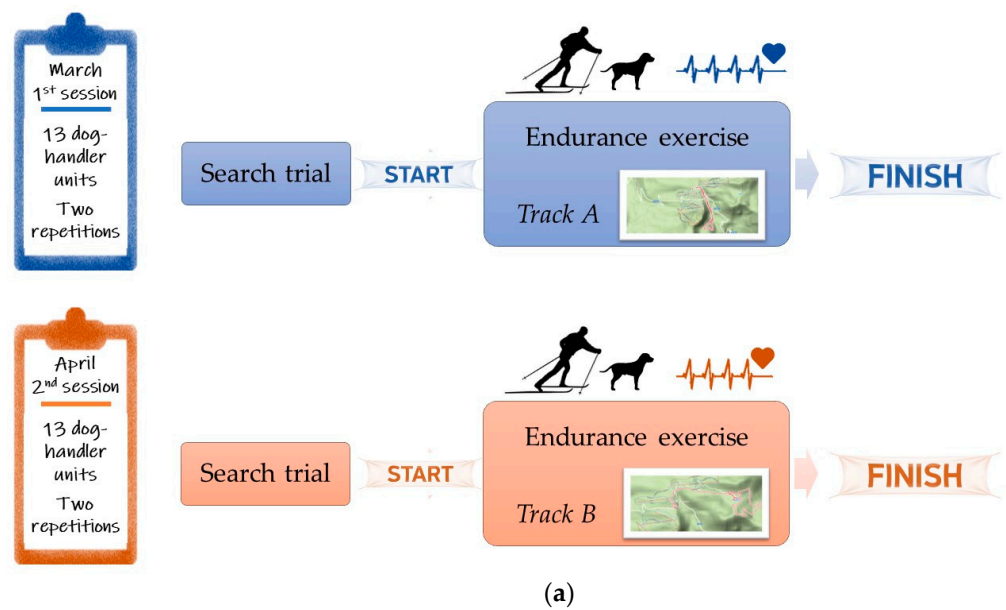 March
1st session
13 dog-
handler
units
Two
repetitions
Search trial
START
Endurance exercise
Track A
FINISH
April
2nd session
13 dog-
handler
units
Two
repetitions
Search trial
START
Endurance exercise
Track B
FINISH
(a)